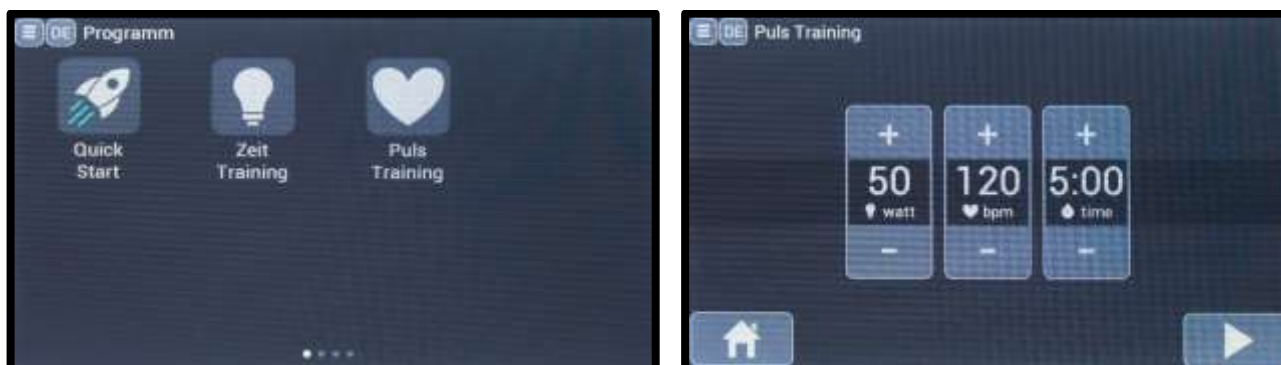 DE Programm
Quick
Start
Zeit
Training
Puls
Training
DE Puls Training
+ + +
50 120 5:00
watt bpm time
- - -